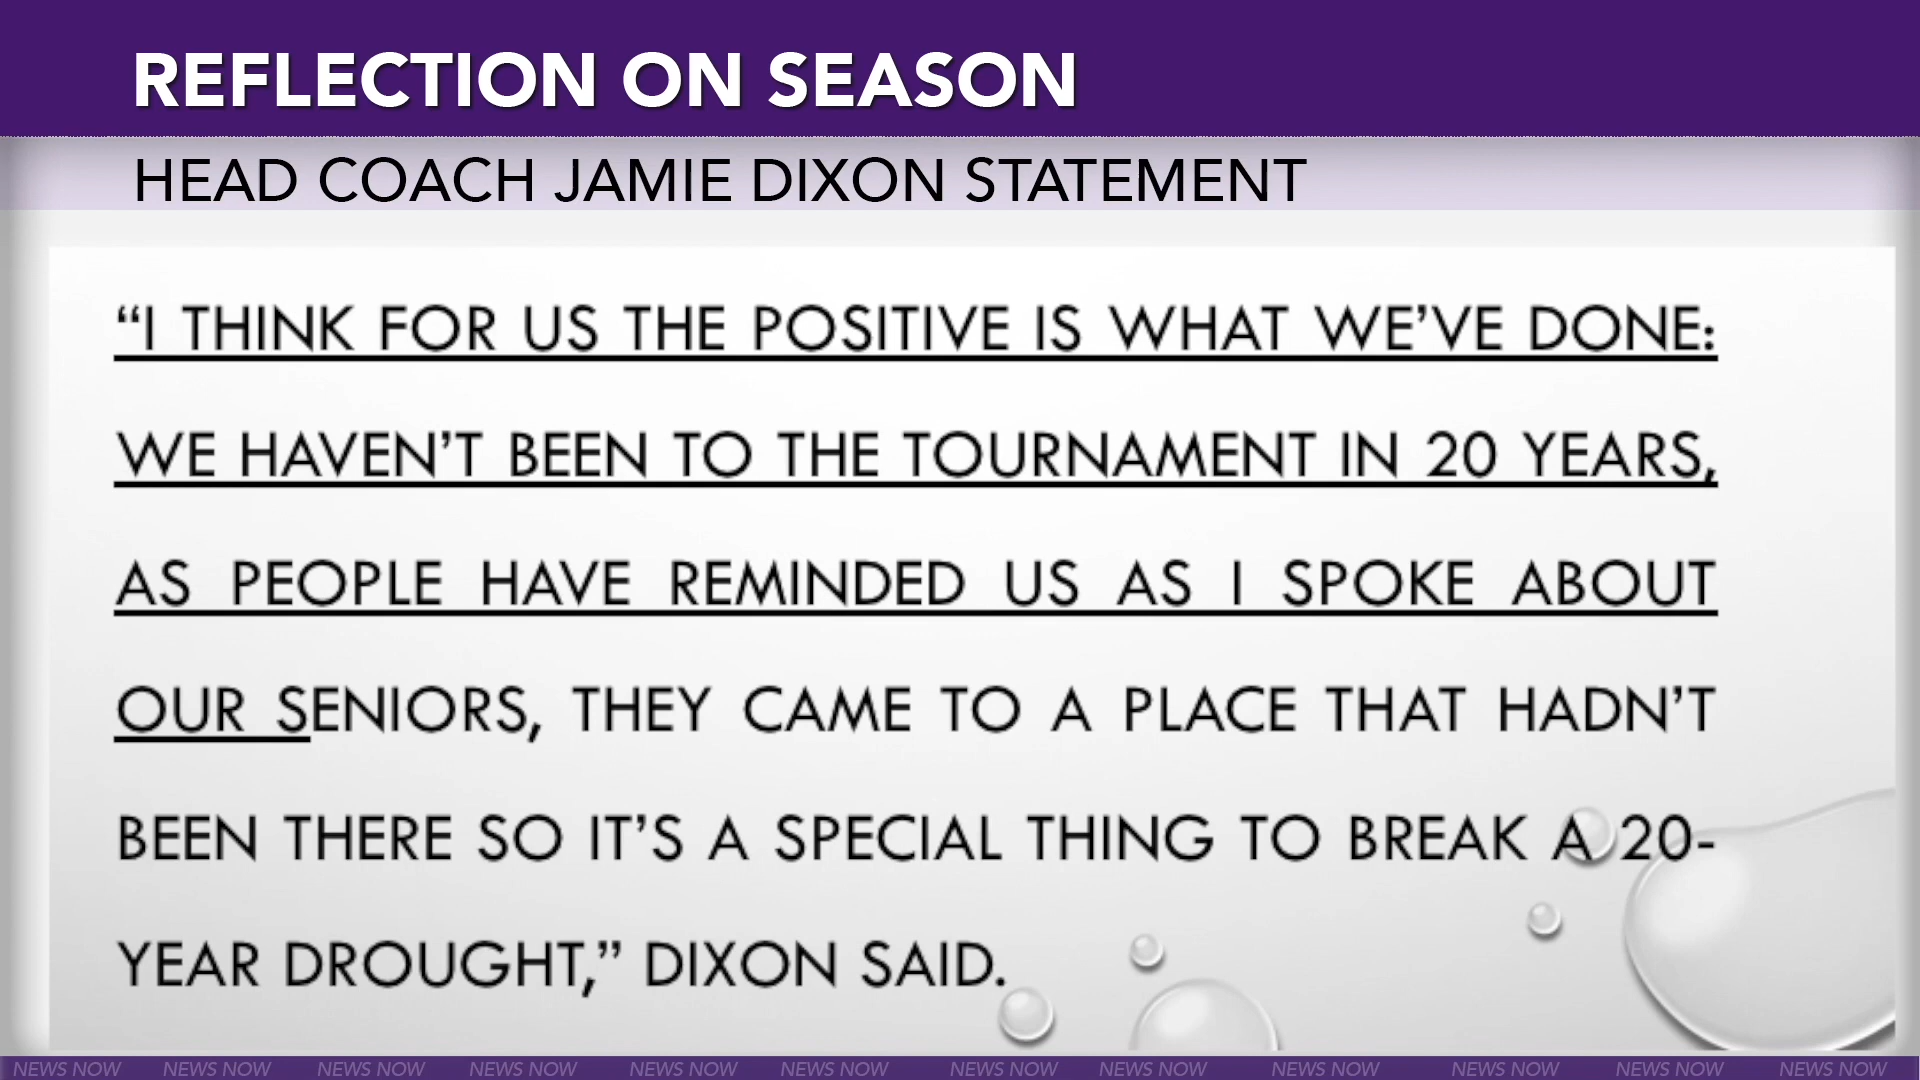 REFLECTION ON SEASON
HEAD COACH JAMIE DIXON STATEMENT
“I THINK FOR US THE POSITIVE IS WHAT WE’VE DONE:
WE HAVEN’T BEEN TO THE TOURNAMENT IN 20 YEARS,
AS PEOPLE HAVE REMINDED US AS I SPOKE ABOUT
OUR SENIORS, THEY CAME TO A PLACE THAT HADN’T
BEEN THERE SO IT’S A SPECIAL THING TO BREAK A 20-
YEAR DROUGHT,” DIXON SAID.
NEWS NOW NEWS NOW NEWS NOW NEWS NOW NEWS NOW NEWS NOW NEWS NOW NEWS NOW NEWS NOW NEWS NOW NEWS NOW NEWS NOW